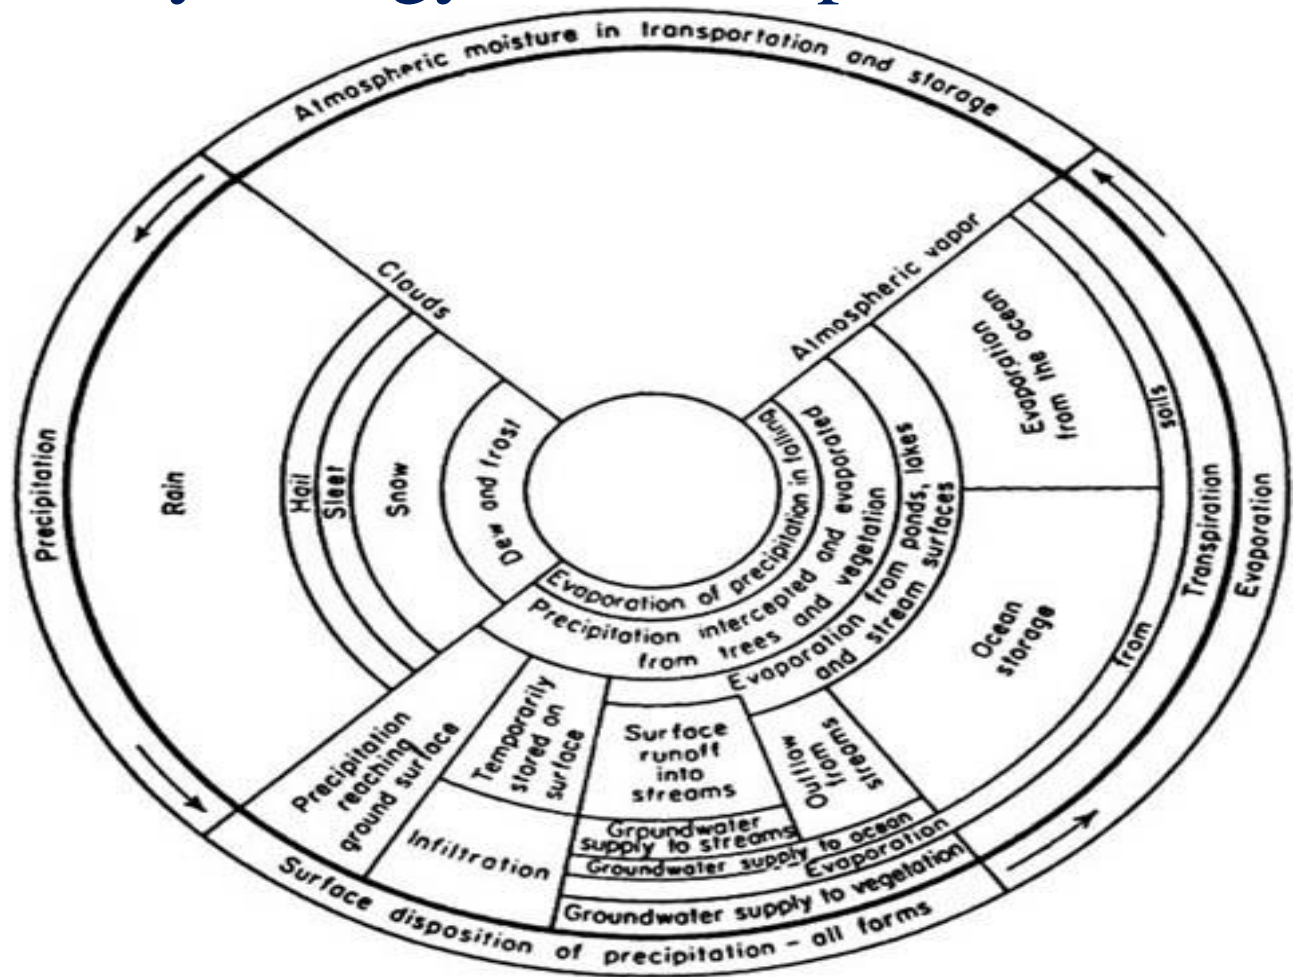 Atmospheric moisture in transportation and storage
Clouds
Atmospheric vapor
Precipitation
Rain
Hail
Sleet
Snow
Dew and frost
Evaporation of precipitation in falling
Precipitation intercepted and evaporated
from trees and vegetation
Evaporation from ponds, lakes
and stream surfaces
Evaporation
from the ocean
Ocean
storage
Evaporation from soils
Transpiration
Evaporation
Precipitation
reaching
ground surface
Temporarily
stored on
surface
Infiltration
Surface
runoff
into
streams
Outflow
from
streams
Groundwater
supply to streams
Groundwater supply to ocean
Groundwater supply to vegetation
Surface disposition of precipitation - all forms